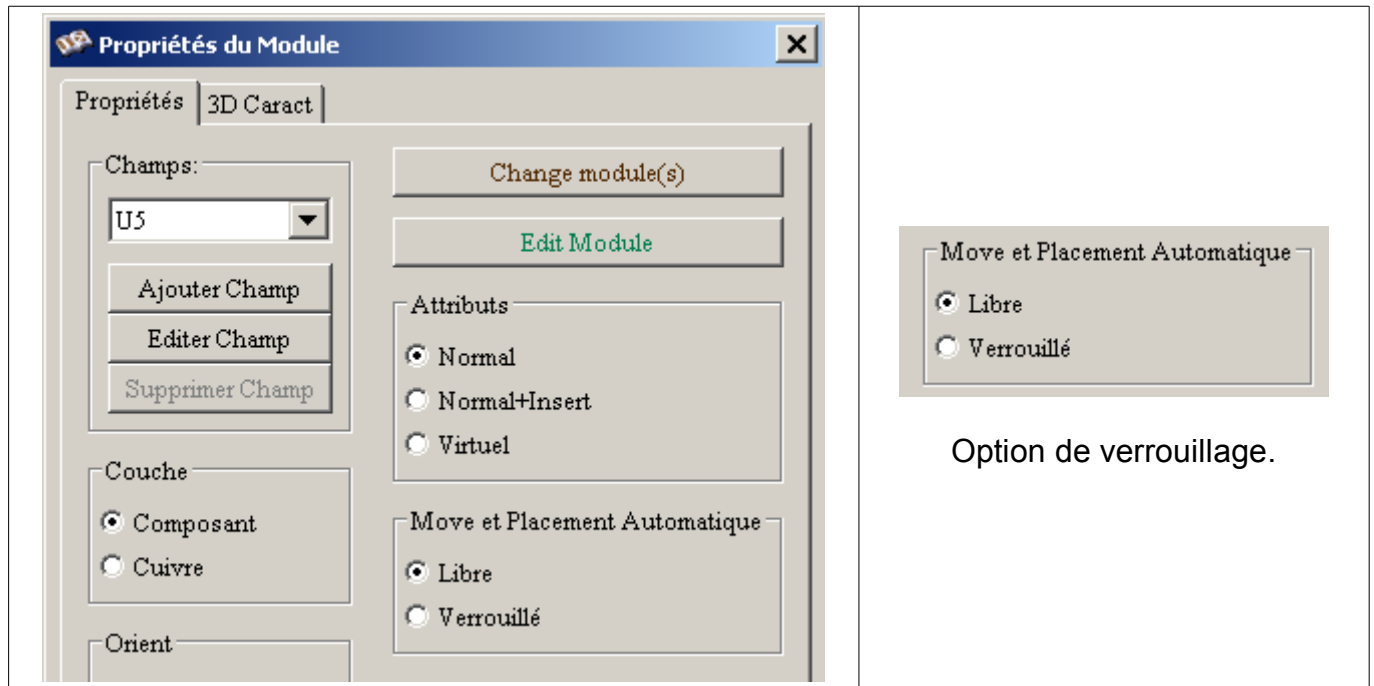 Propriétés du Module
Propriétés
3D Caract
Champs:
U5
Ajouter Champ
Editer Champ
Supprimer Champ
Couche
Composant
Cuivre
Orient
Change module(s)
Edit Module
Attributs
Normal
Normal+Insert
Virtuel
Move et Placement Automatique
Libre
Verrouillé
Move et Placement Automatique
Libre
Verrouillé
Option de verrouillage.